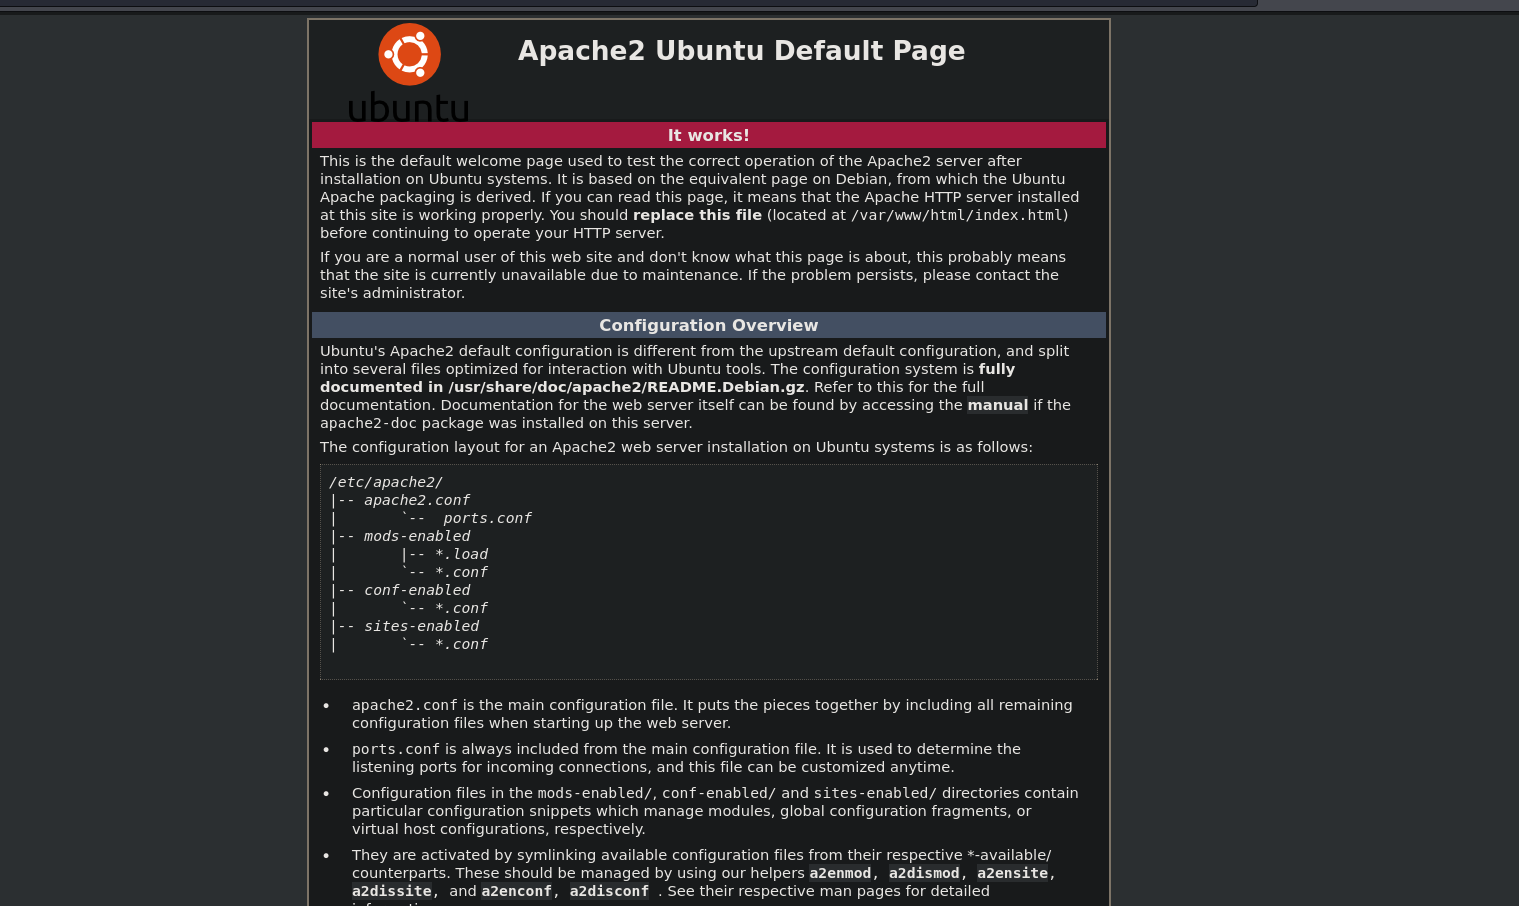 Apache2 Ubuntu Default Page
ubuntu
It works!
This is the default welcome page used to test the correct operation of the Apache2 server after
installation on Ubuntu systems. It is based on the equivalent page on Debian, from which the Ubuntu
Apache packaging is derived. If you can read this page, it means that the Apache HTTP server installed
at this site is working properly. You should replace this file (located at /var/www/html/index.html)
before continuing to operate your HTTP server.
If you are a normal user of this web site and don't know what this page is about, this probably means
that the site is currently unavailable due to maintenance. If the problem persists, please contact the
site's administrator.
Configuration Overview
Ubuntu's Apache2 default configuration is different from the upstream default configuration, and split
into several files optimized for interaction with Ubuntu tools. The configuration system is fully
documented in /usr/share/doc/apache2/README.Debian.gz. Refer to this for the full
documentation. Documentation for the web server itself can be found by accessing the manual if the
apache2-doc package was installed on this server.
The configuration layout for an Apache2 web server installation on Ubuntu systems is as follows:
/etc/apache2/
|-- apache2.conf
|       `--  ports.conf
|-- mods-enabled
|       |-- *.load
|       `-- *.conf
|-- conf-enabled
|       `-- *.conf
|-- sites-enabled
|       `-- *.conf
• apache2.conf is the main configuration file. It puts the pieces together by including all remaining
configuration files when starting up the web server.
• ports.conf is always included from the main configuration file. It is used to determine the
listening ports for incoming connections, and this file can be customized anytime.
• Configuration files in the mods-enabled/, conf-enabled/ and sites-enabled/ directories contain
particular configuration snippets which manage modules, global configuration fragments, or
virtual host configurations, respectively.
• They are activated by symlinking available configuration files from their respective *-available/
counterparts. These should be managed by using our helpers a2enmod, a2dismod, a2ensite,
a2dissite, and a2enconf, a2disconf . See their respective man pages for detailed